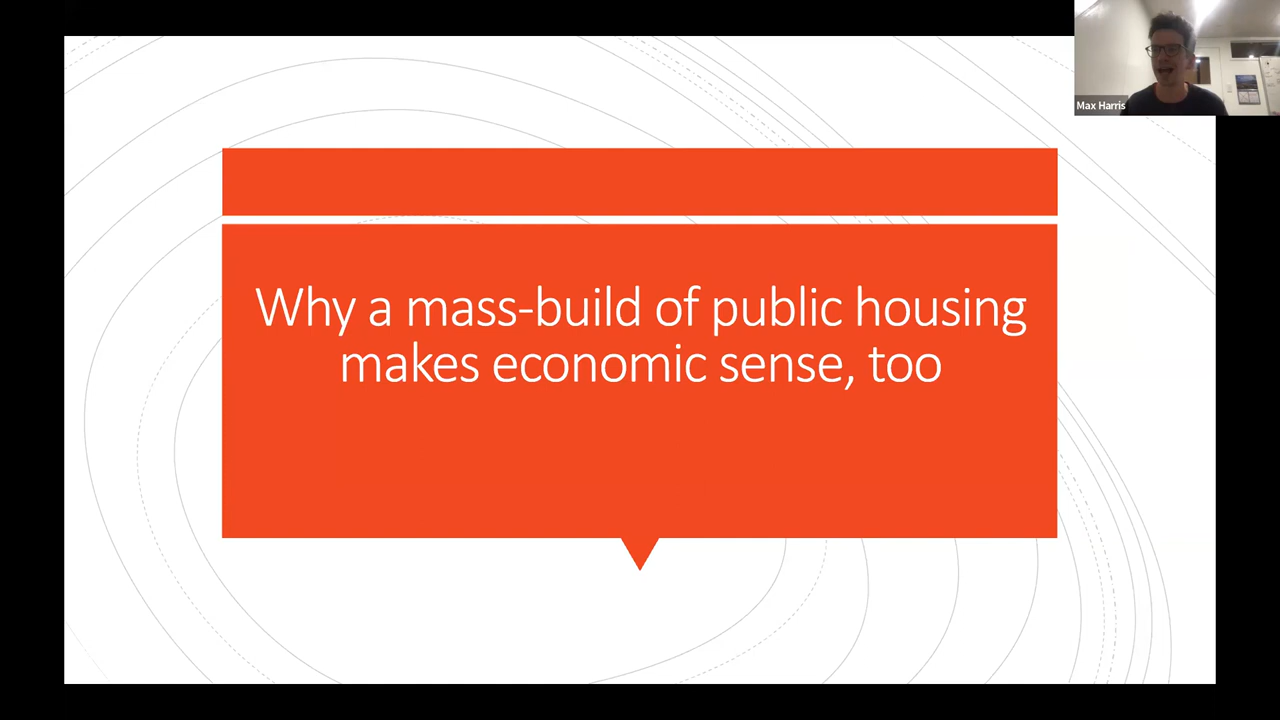 Max Harris
Why a mass-build of public housing
makes economic sense, too